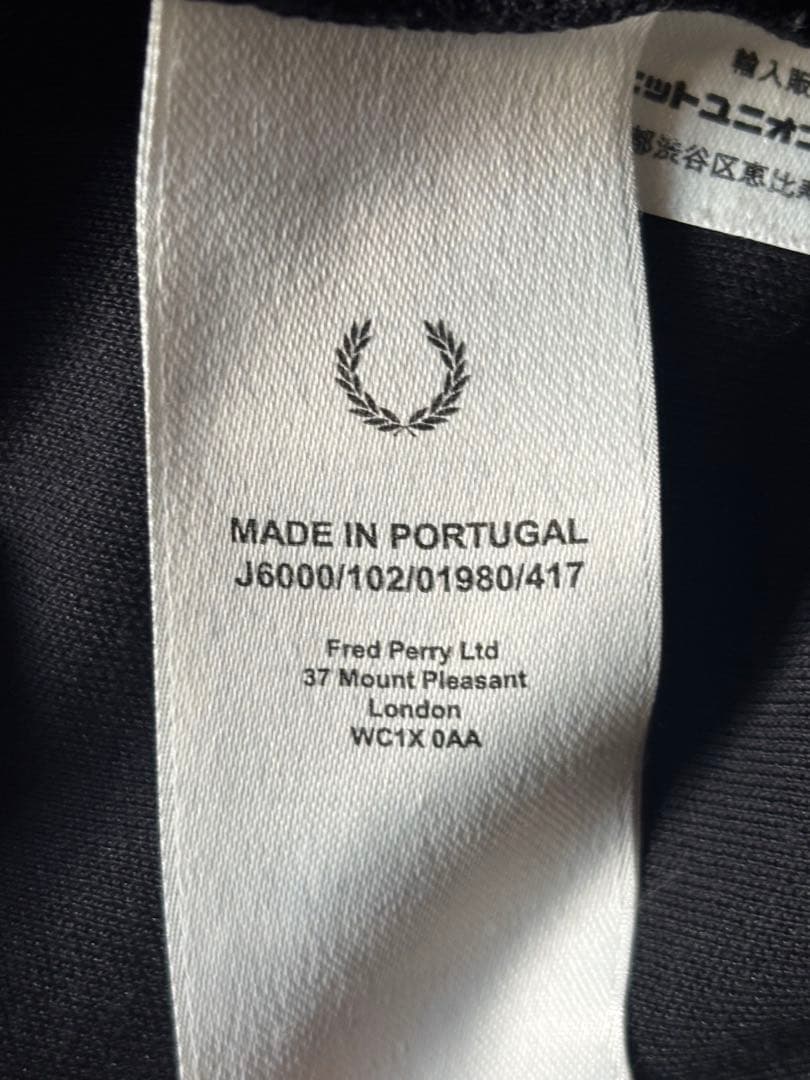 MADE IN PORTUGAL
J6000/102/01980/417
Fred Perry Ltd
37 Mount Pleasant
London
WC1X 0AA
輸入販
ヒットユニオン
都渋谷区恵比寿